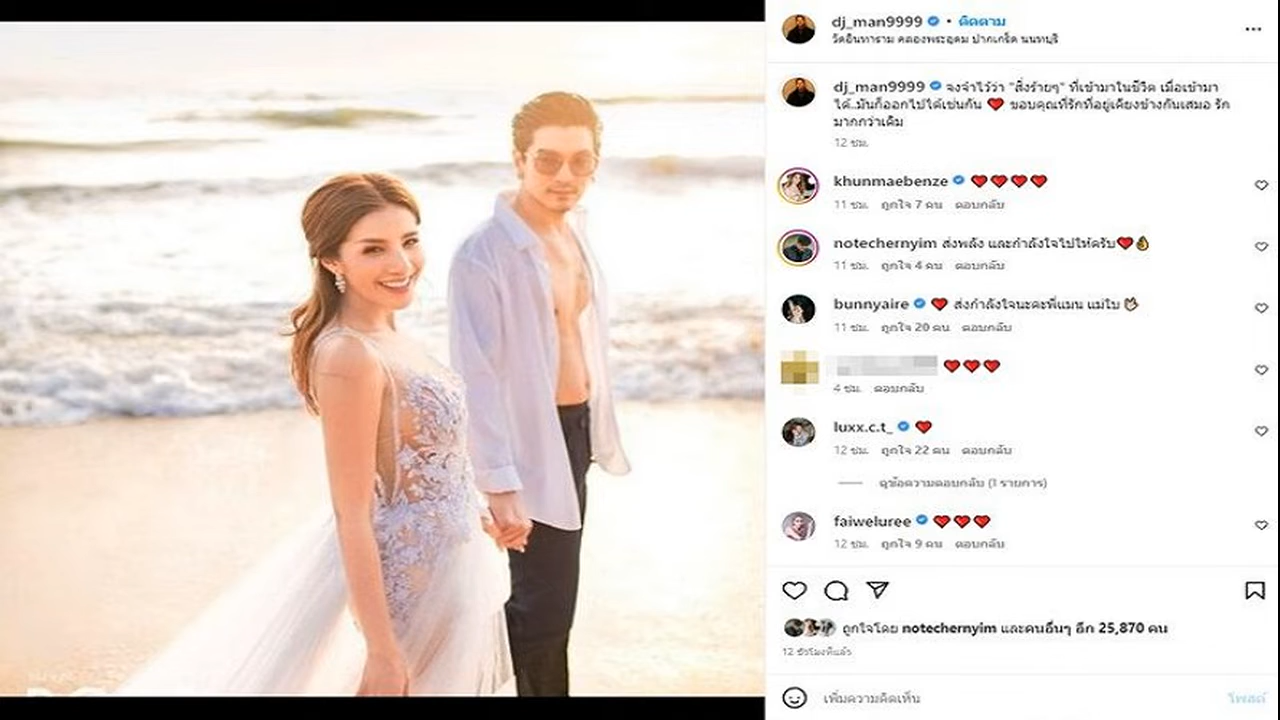 dj_man9999 • ติดตาม
วัดอินทาราม คลองพระอุดม ปากเกร็ด นนทบุรี
dj_man9999 จงจำไว้ว่า "สิ่งร้ายๆ" ที่เข้ามาในชีวิต เมื่อเข้ามา
ได้..มันก็ออกไปได้เช่นกัน ❤️ ขอบคุณที่รักที่อยู่เคียงข้างกันเสมอ รัก
มากกว่าเดิม
12 ชม.
khunmaebenze ❤️❤️❤️❤️
11 ชม. ถูกใจ 7 คน ตอบกลับ
notechernyim ส่งพลัง และกำลังใจไปให้ครับ❤️👌
11 ชม. ถูกใจ 4 คน ตอบกลับ
bunnyaire ❤️ ส่งกำลังใจนะคะพี่แมน แม่ใบ
11 ชม. ถูกใจ 20 คน ตอบกลับ
❤️❤️❤️
4 ชม. ตอบกลับ
luxx.c.t_ ❤️
12 ชม. ถูกใจ 22 คน ตอบกลับ
ดูข้อความตอบกลับ (1 รายการ)
faiweluree ❤️❤️❤️
12 ชม. ถูกใจ 9 คน ตอบกลับ
ถูกใจโดย notechernyim และคนอื่นๆ อีก 25,870 คน
12 ชั่วโมงที่แล้ว
เพิ่มความคิดเห็น
โพสต์